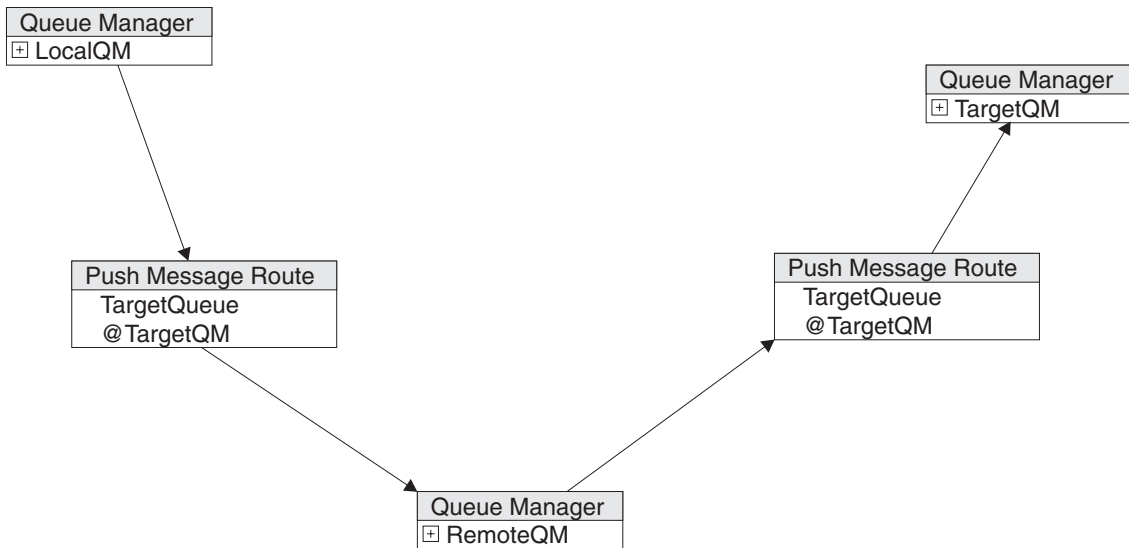 Queue Manager
LocalQM
Queue Manager
TargetQM
Push Message Route
TargetQueue
@TargetQM
Push Message Route
TargetQueue
@TargetQM
Queue Manager
RemoteQM